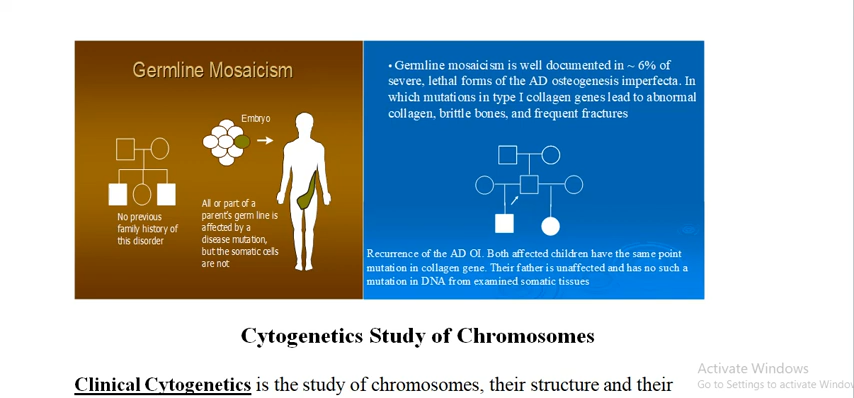 Germline Mosaicism
Embryo
No previous
family history of
this disorder
All or part of a
parent's germ line is
affected by a
disease mutation,
but the somatic cells
are not
• Germline mosaicism is well documented in ~ 6% of
severe, lethal forms of the AD osteogenesis imperfecta. In
which mutations in type I collagen genes lead to abnormal
collagen, brittle bones, and frequent fractures
Recurrence of the AD OI. Both affected children have the same point
mutation in collagen gene. Their father is unaffected and has no such a
mutation in DNA from examined somatic tissues
Cytogenetics Study of Chromosomes
Clinical Cytogenetics is the study of chromosomes, their structure and their
Activate Windows
Go to Settings to activate Window